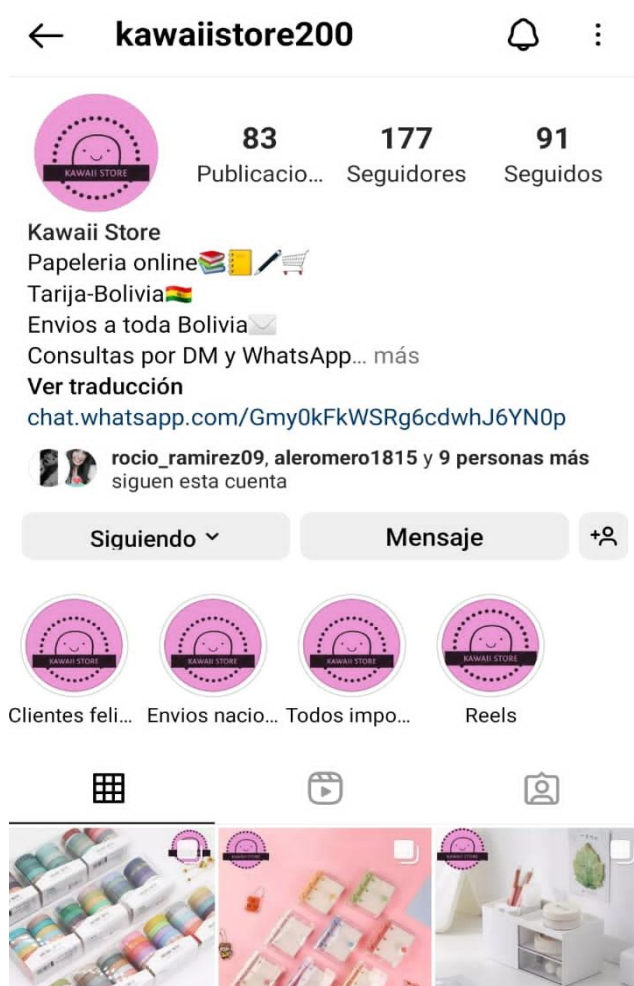 kawaiistore200
83
177
91
Publicacio...
Seguidores
Seguidos
KAWAII STORE
Kawaii Store
Papeleria online📚📒🖊️🛒
Tarija-Bolivia🇧🇴
Envios a toda Bolivia✉️
Consultas por DM y WhatsApp... más
Ver traducción
chat.whatsapp.com/Gmy0kFkWSRg6cdwhJ6YN0p
rocio_ramirez09, aleromero1815 y 9 personas más
siguen esta cuenta
Siguiendo
Mensaje
KAWAII STORE
KAWAII STORE
KAWAII STORE
KAWAII STORE
Clientes feli...
Envios nacio...
Todos impo...
Reels